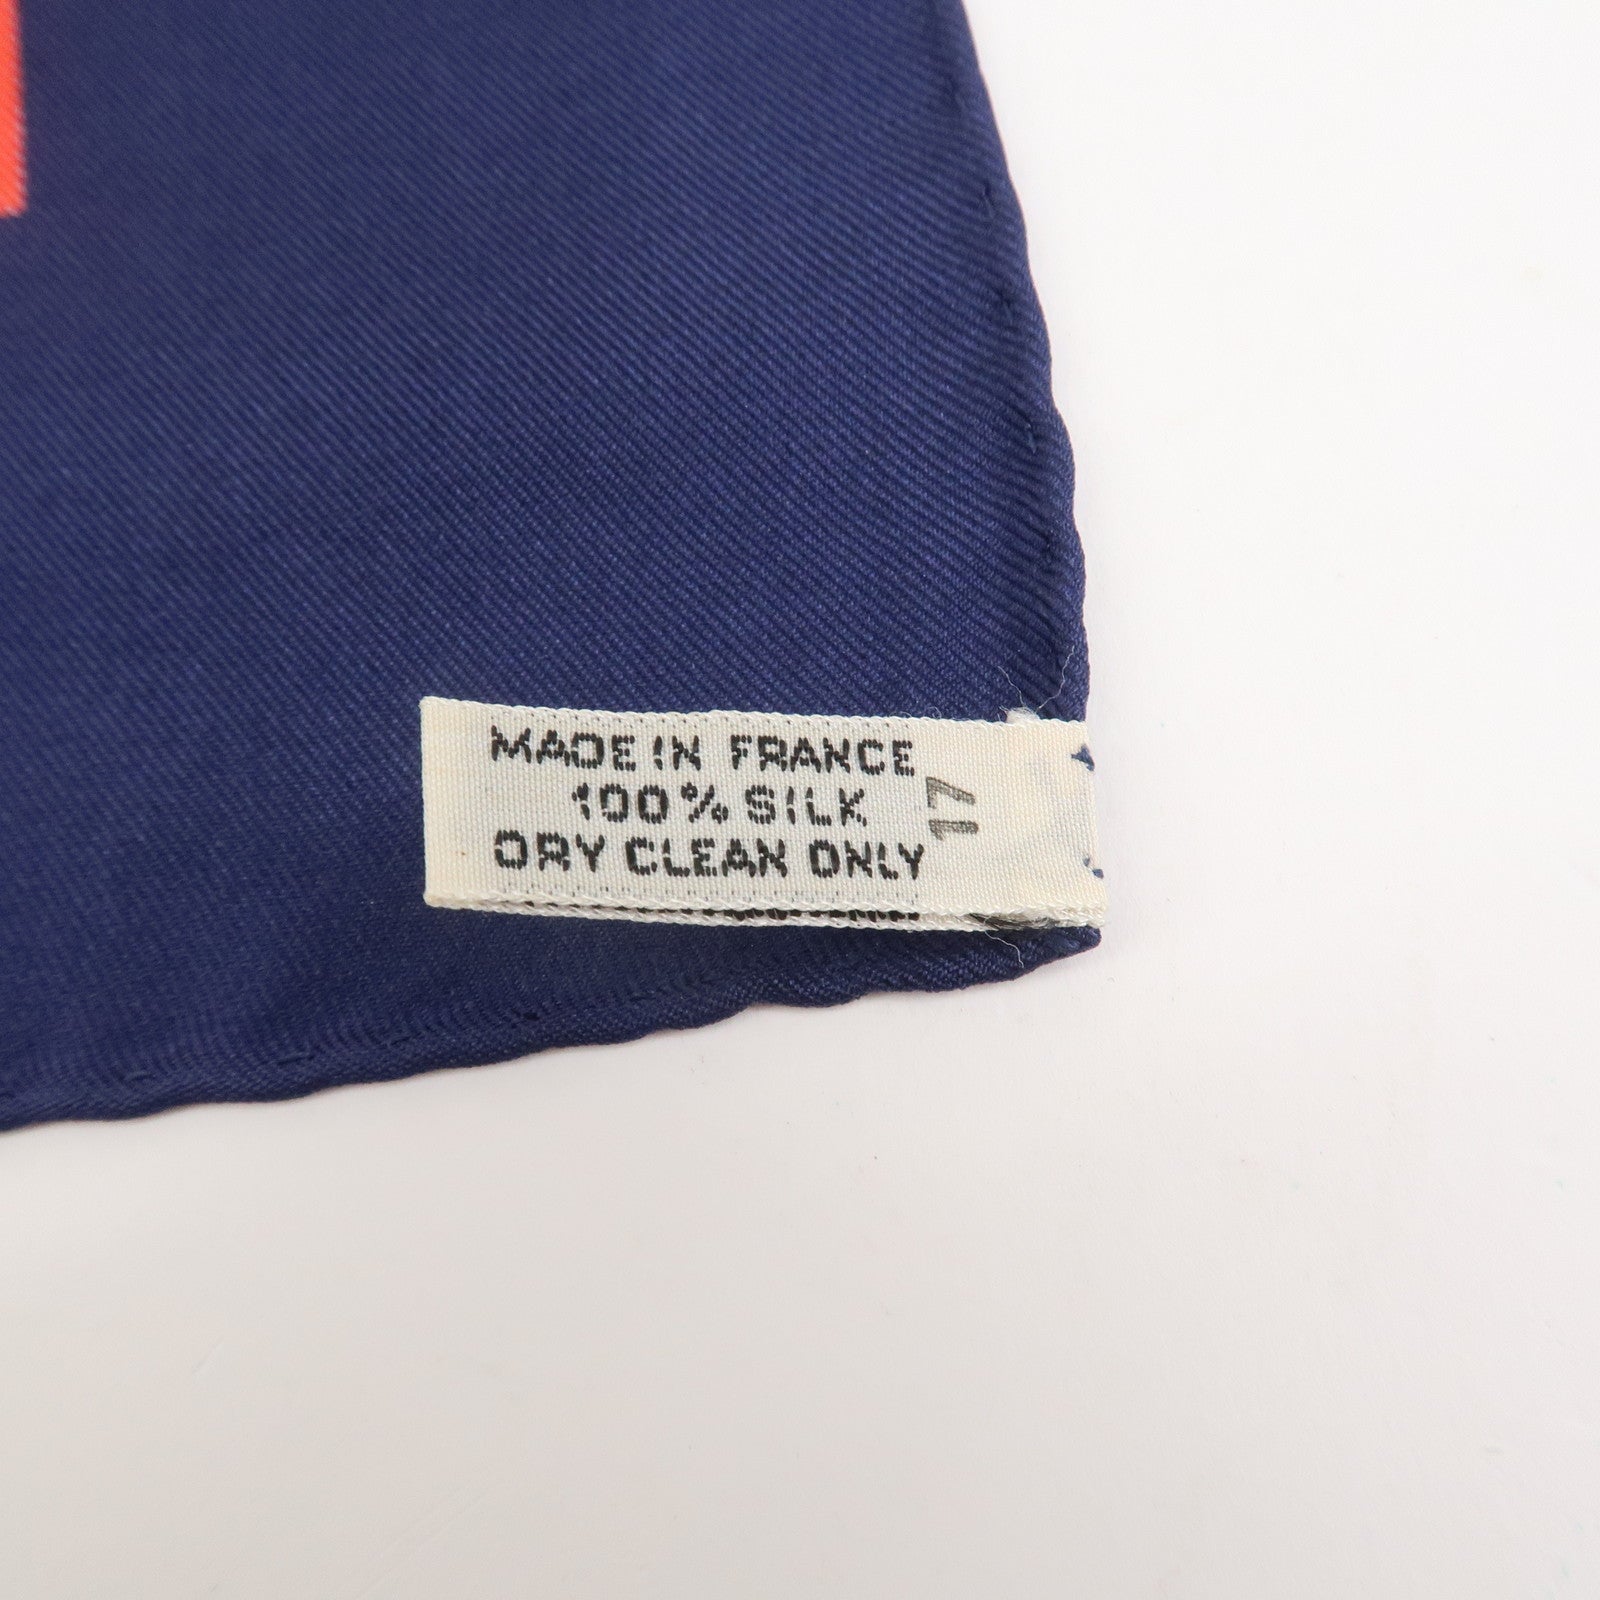 MADE IN FRANCE
100% SILK
DRY CLEAN ONLY
17